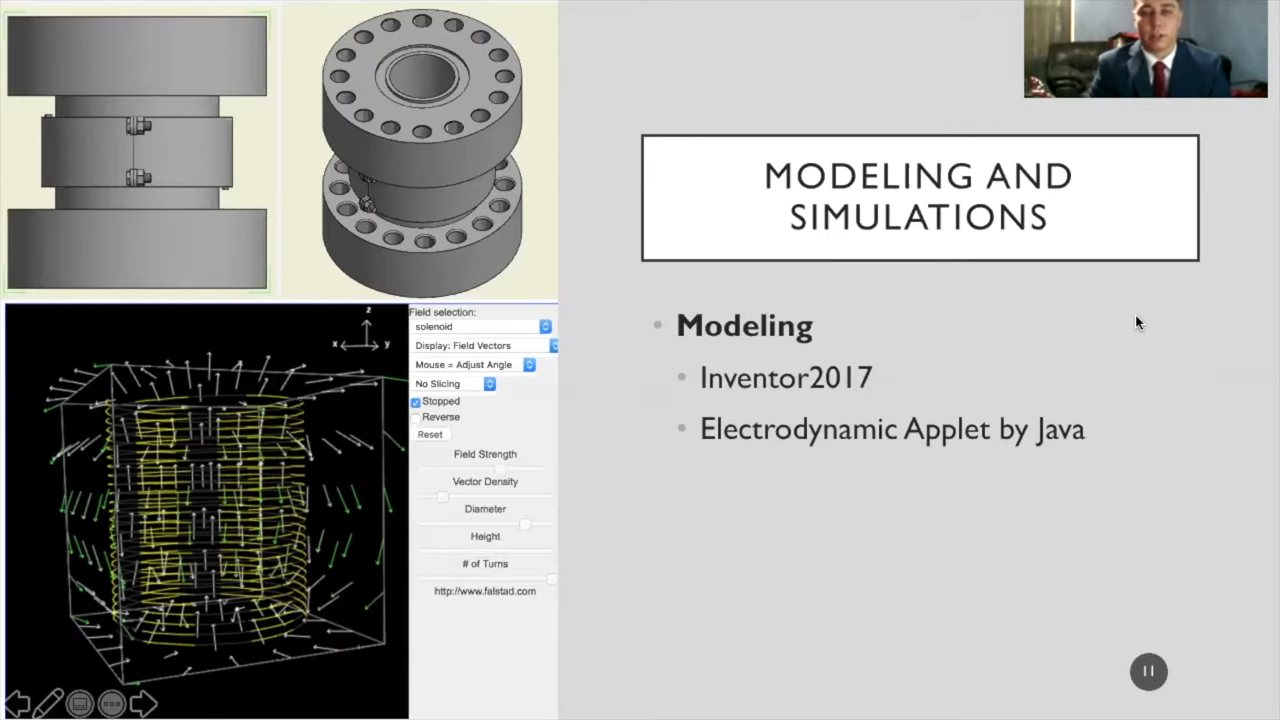 MODELING AND
SIMULATIONS
Modeling
Inventor2017
Electrodynamic Applet by Java
z
x
y
Field selection:
solenoid
Display: Field Vectors
Mouse = Adjust Angle
No Slicing
Stopped
Reverse
Reset
Field Strength
Vector Density
Diameter
Height
# of Turns
http://www.falstad.com
11